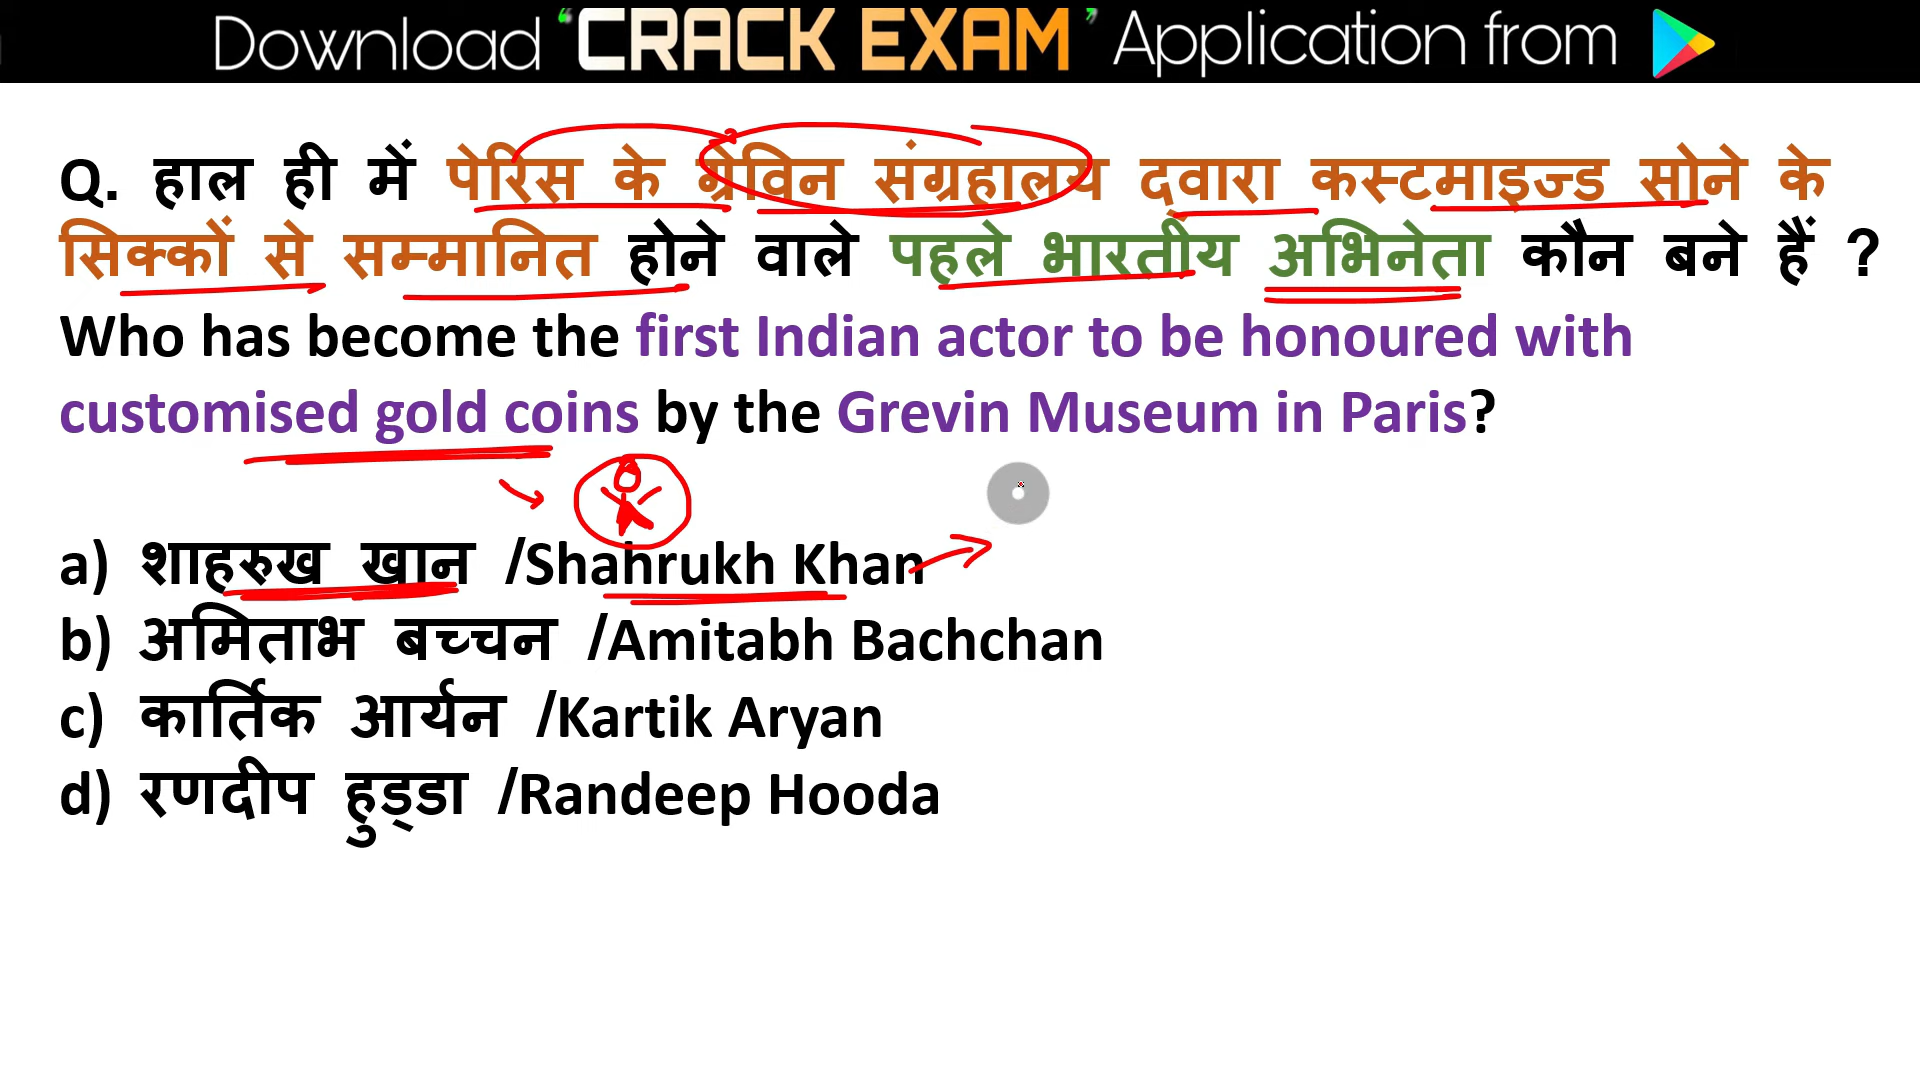 Download ‘CRACK EXAM’ Application from
Q. हाल ही में पेरिस के ग्रेविन संग्रहालय द्वारा कस्टमाइज्ड सोने के
सिक्कों से सम्मानित होने वाले पहले भारतीय अभिनेता कौन बने हैं ?
Who has become the first Indian actor to be honoured with
customised gold coins by the Grevin Museum in Paris?
a) शाहरुख खान /Shahrukh Khan
b) अमिताभ बच्चन /Amitabh Bachchan
c) कार्तिक आर्यन /Kartik Aryan
d) रणदीप हुड्डा /Randeep Hooda